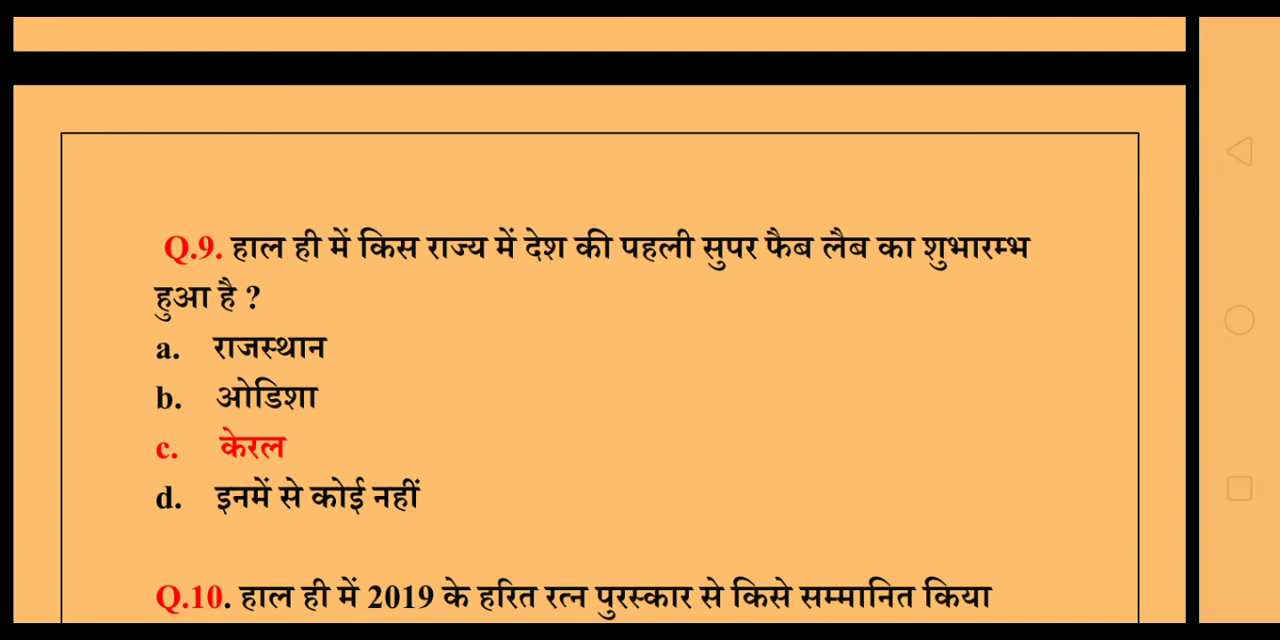 Q.9. हाल ही में किस राज्य में देश की पहली सुपर फैब लैब का शुभारम्भ
हुआ है ?
a. राजस्थान
b. ओडिशा
c. केरल
d. इनमें से कोई नहीं
Q.10. हाल ही में 2019 के हरित रत्न पुरस्कार से किसे सम्मानित किया